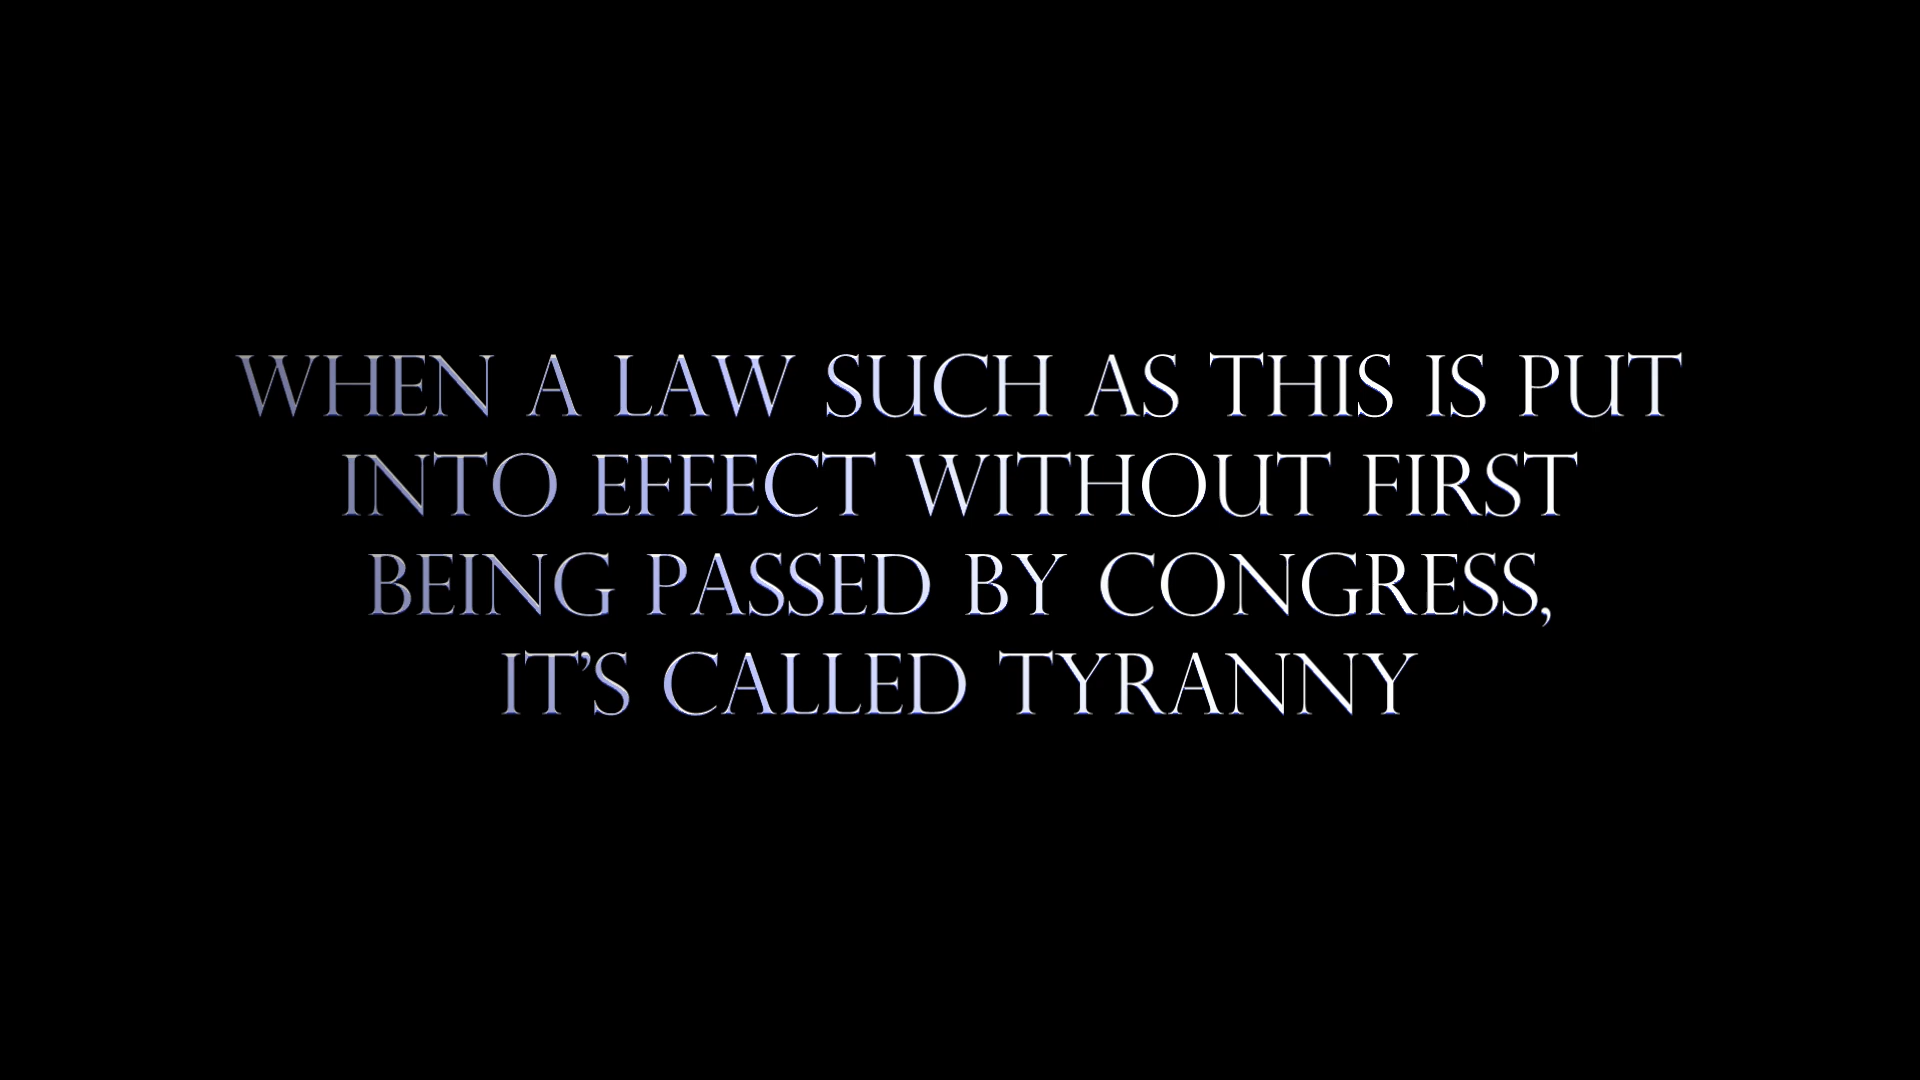 WHEN A LAW SUCH AS THIS IS PUT
INTO EFFECT WITHOUT FIRST
BEING PASSED BY CONGRESS,
IT’S CALLED TYRANNY